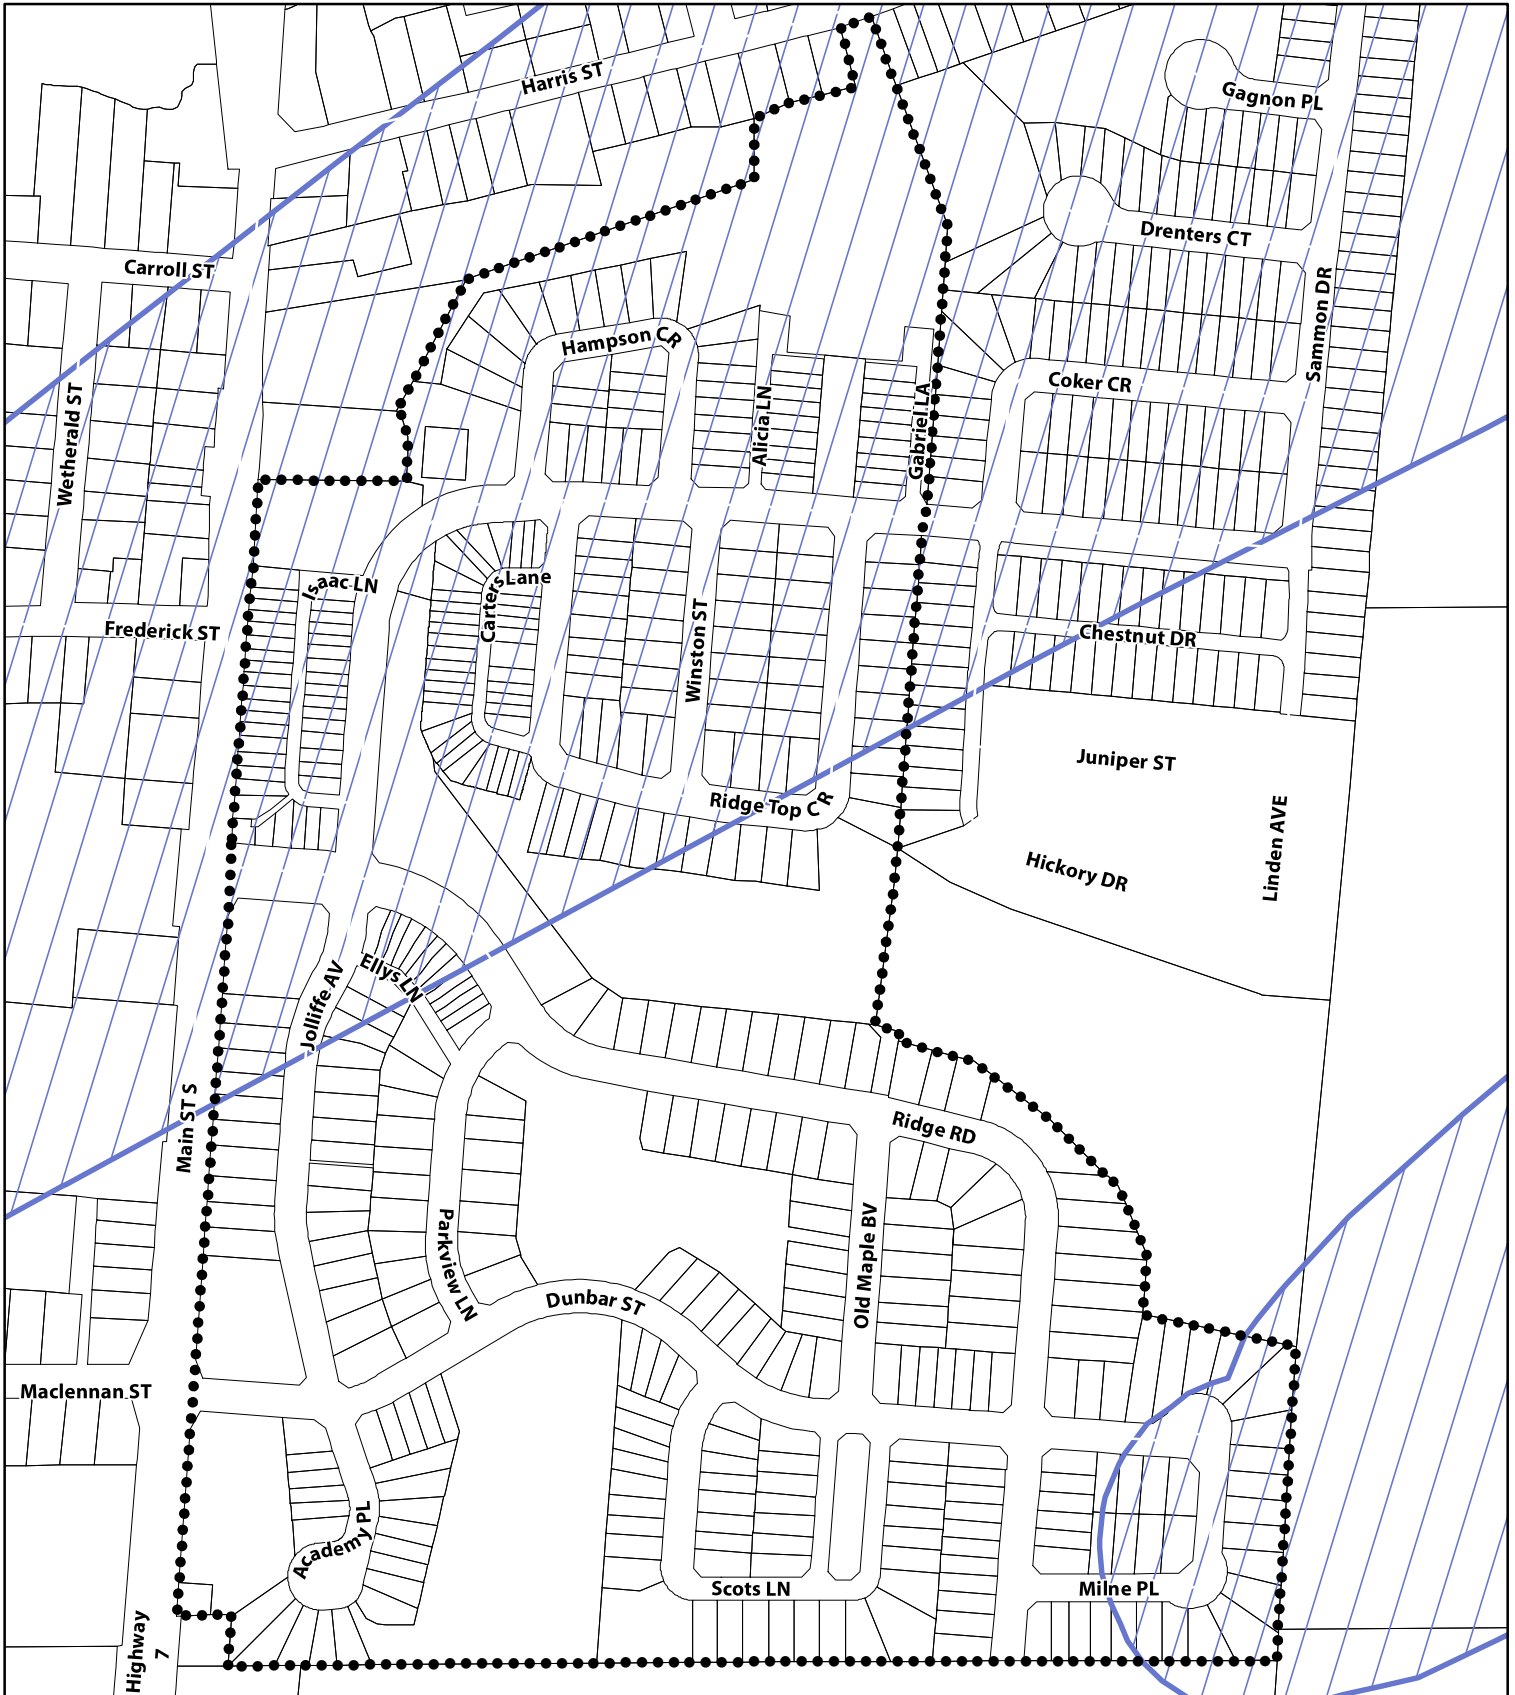 Harris ST
Gagnon PL
Drenters CT
Carroll ST
Sammon DR
Hampson CR
Coker CR
Wetherald ST
Alicia LN
Gabriel LA
Isaac LN
Carters Lane
Winston ST
Frederick ST
Chestnut DR
Juniper ST
Ridge Top CR
Linden AVE
Hickory DR
Ellys LN
Jolliffe AV
Main ST S
Ridge RD
Parkview LN
Old Maple BV
Dunbar ST
Maclennan ST
Academy PL
Scots LN
Milne PL
Highway
7